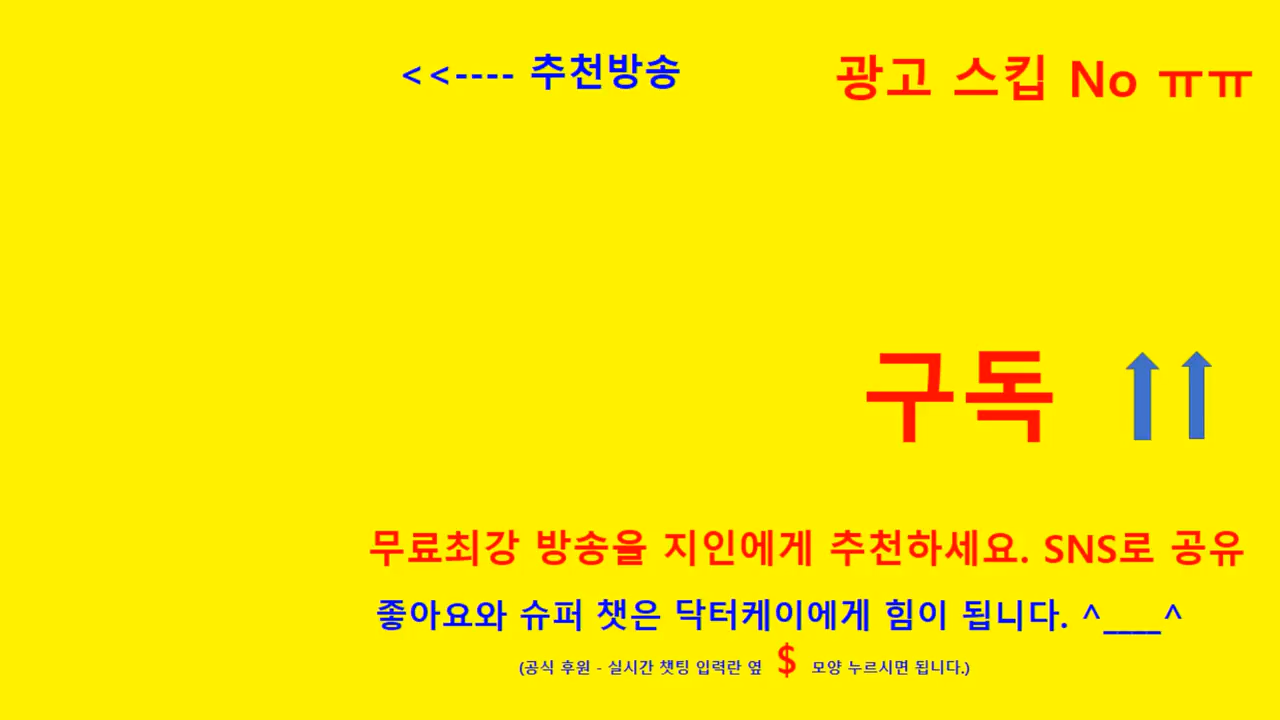 <<---- 추천방송
광고 스킵 No ㅠㅠ
구독
무료최강 방송을 지인에게 추천하세요. SNS로 공유
좋아요와 슈퍼 챗은 닥터케이에게 힘이 됩니다. ^____^
(공식 후원 - 실시간 챗팅 입력란 옆 $ 모양 누르시면 됩니다.)